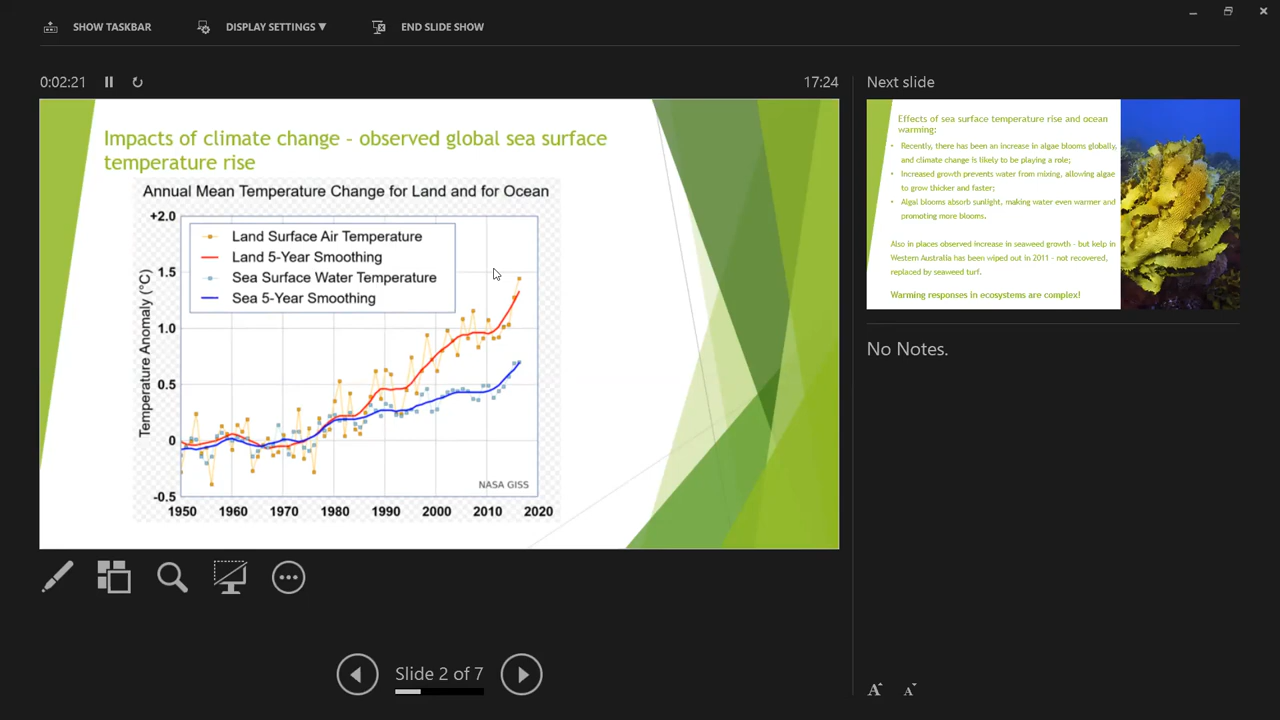 SHOW TASKBAR
DISPLAY SETTINGS ▼
END SLIDE SHOW
0:02:21
17:24
Impacts of climate change - observed global sea surface
temperature rise
Annual Mean Temperature Change for Land and for Ocean
Temperature Anomaly (°C)
+2.0
1.5
1.0
0.5
0
-0.5
Land Surface Air Temperature
Land 5-Year Smoothing
Sea Surface Water Temperature
Sea 5-Year Smoothing
NASA GISS
1950 1960 1970 1980 1990 2000 2010 2020
Slide 2 of 7
Next slide
Effects of sea surface temperature rise and ocean
warming:
• Recently, there has been an increase in algae blooms globally,
and climate change is likely to be playing a role;
• Increased growth prevents water from mixing, allowing algae
to grow thicker and faster;
• Algal blooms absorb sunlight, making water even warmer and
promoting more blooms.
Also in places observed increase in seaweed growth - but kelp in
Western Australia has been wiped out in 2011 - not recovered,
replaced by seaweed turf.
Warming responses in ecosystems are complex!
No Notes.
A A